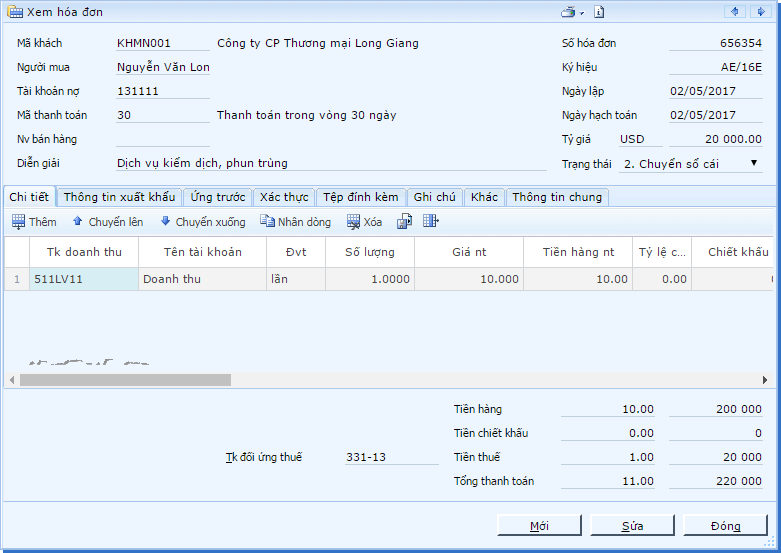 Xem hóa đơn
Mã khách KHMN001 Công ty CP Thương mại Long Giang Số hóa đơn 656354
Người mua Nguyễn Văn Lon Ký hiệu AE/16E
Tài khoản nợ 131111 Ngày lập 02/05/2017
Mã thanh toán 30 Thanh toán trong vòng 30 ngày Ngày hạch toán 02/05/2017
Nv bán hàng Tỷ giá USD 20 000.00
Diễn giải Dịch vụ kiểm dịch, phun trùng Trạng thái 2. Chuyển sổ cái
Chi tiết Thông tin xuất khẩu Ứng trước Xác thực Tệp đính kèm Ghi chú Khác Thông tin chung
Thêm Chuyển lên Chuyển xuống Nhân dòng Xóa
Tk doanh thu Tên tài khoản Đvt Số lượng Giá nt Tiền hàng nt Tỷ lệ c... Chiết khấu
1 511LV11 Doanh thu lần 1.0000 10.000 10.00 0.00
Tiền hàng 10.00 200 000
Tiền chiết khấu 0.00 0
Tk đối ứng thuế 331-13 Tiền thuế 1.00 20 000
Tổng thanh toán 11.00 220 000
Mới Sửa Đóng